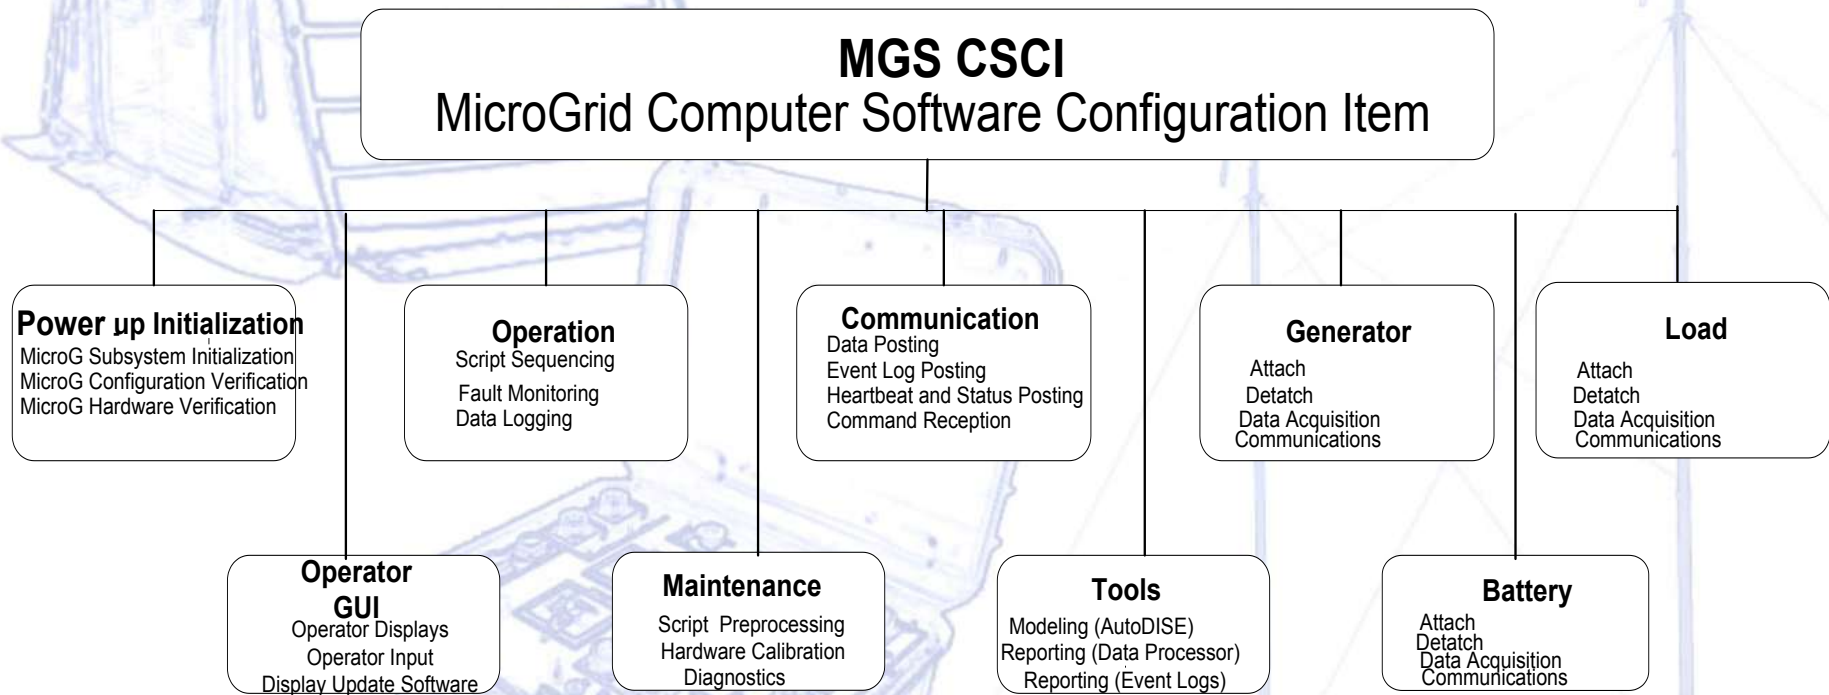 MGS CSCI
MicroGrid Computer Software Configuration Item
Power up Initialization
MicroG Subsystem Initialization
MicroG Configuration Verification
MicroG Hardware Verification
Operation
Script Sequencing
Fault Monitoring
Data Logging
Communication
Data Posting
Event Log Posting
Heartbeat and Status Posting
Command Reception
Generator
Attach
Detatch
Data Acquisition
Communications
Load
Attach
Detatch
Data Acquisition
Communications
Operator
GUI
Operator Displays
Operator Input
Display Update Software
Maintenance
Script Preprocessing
Hardware Calibration
Diagnostics
Tools
Modeling (AutoDISE)
Reporting (Data Processor)
Reporting (Event Logs)
Battery
Attach
Detatch
Data Acquisition
Communications